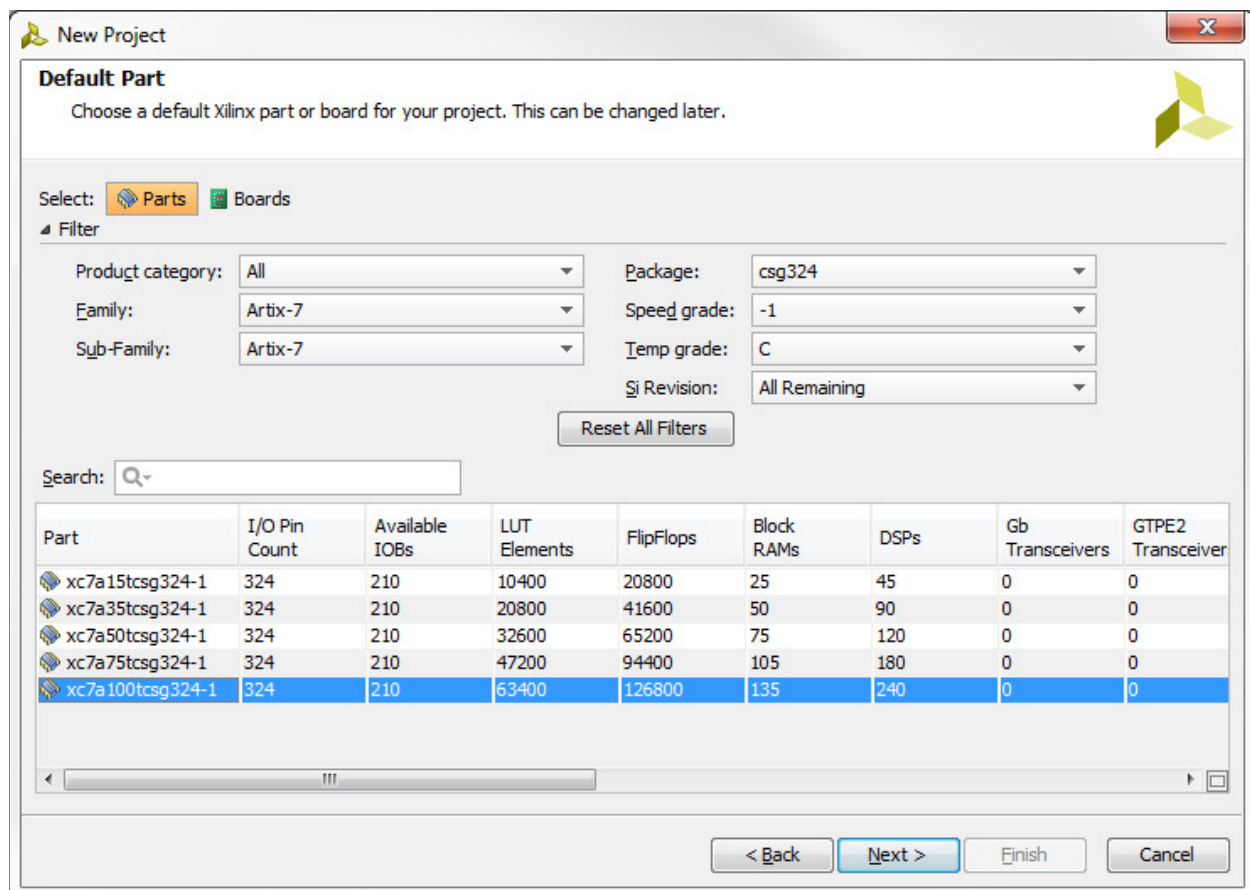 New Project
Default Part
Choose a default Xilinx part or board for your project. This can be changed later.
Select: Parts Boards
Filter
Product category: All Package: csg324
Family: Artix-7 Speed grade: -1
Sub-Family: Artix-7 Temp grade: C
Si Revision: All Remaining
Reset All Filters
Search:
Part I/O Pin Count Available IOBs LUT Elements FlipFlops Block RAMs DSPs Gb Transceivers GTPE2 Transceiver
xc7a15tcsg324-1 324 210 10400 20800 25 45 0 0
xc7a35tcsg324-1 324 210 20800 41600 50 90 0 0
xc7a50tcsg324-1 324 210 32600 65200 75 120 0 0
xc7a75tcsg324-1 324 210 47200 94400 105 180 0 0
xc7a100tcsg324-1 324 210 63400 126800 135 240 0 0
< Back Next > Finish Cancel